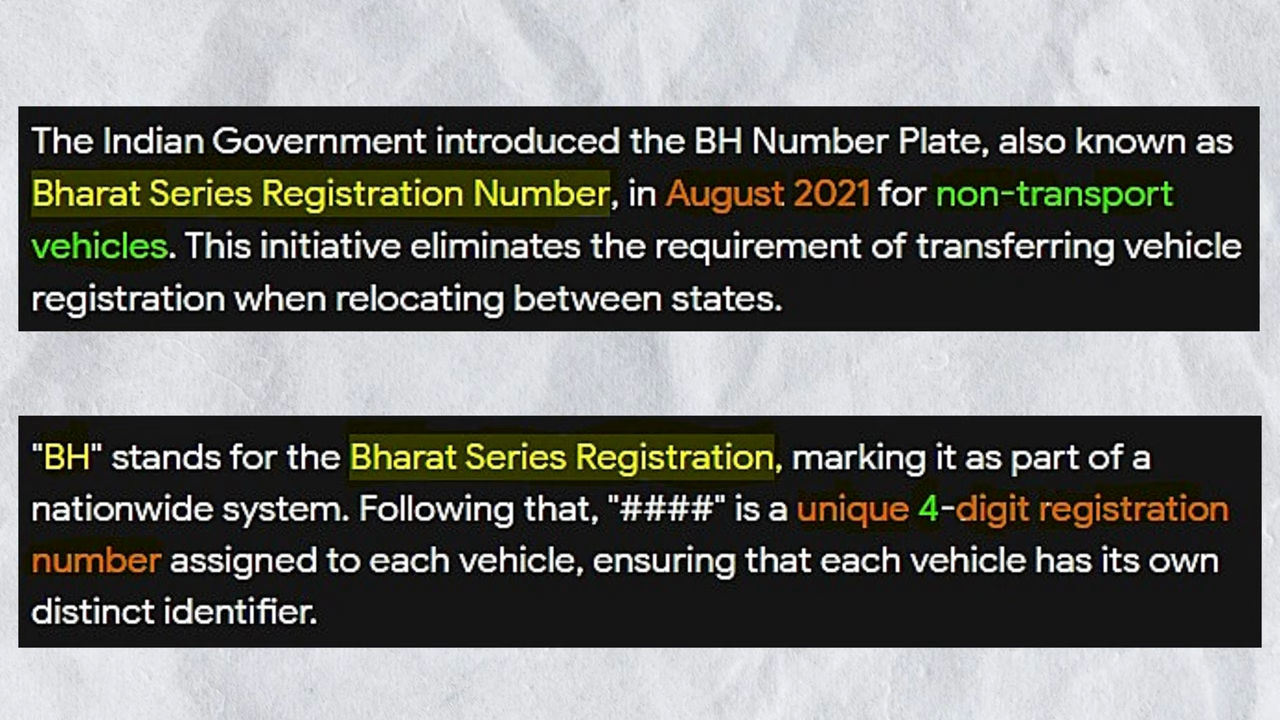 The Indian Government introduced the BH Number Plate, also known as
Bharat Series Registration Number, in August 2021 for non-transport
vehicles. This initiative eliminates the requirement of transferring vehicle
registration when relocating between states.
"BH" stands for the Bharat Series Registration, marking it as part of a
nationwide system. Following that, "####" is a unique 4-digit registration
number assigned to each vehicle, ensuring that each vehicle has its own
distinct identifier.